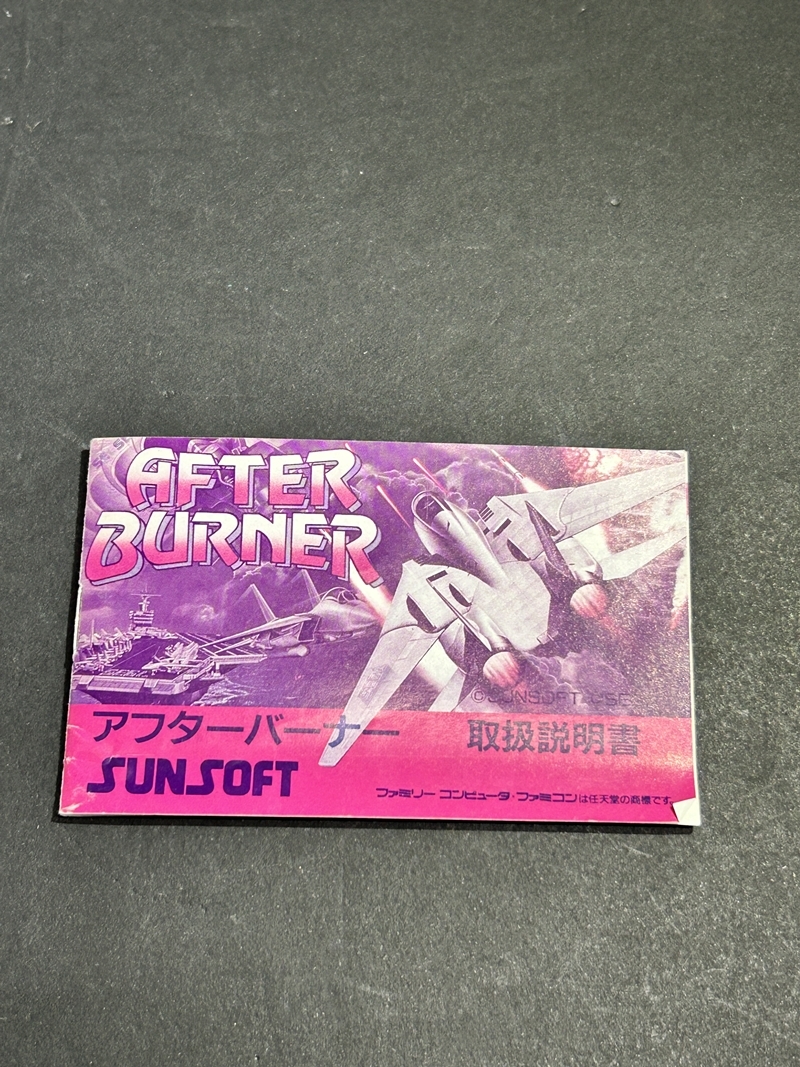 AFTER
BURNER
©SUNSOFT
アフターバーナー 取扱説明書
SUNSOFT
ファミリー コンピュータ・ファミコンは任天堂の商標です。